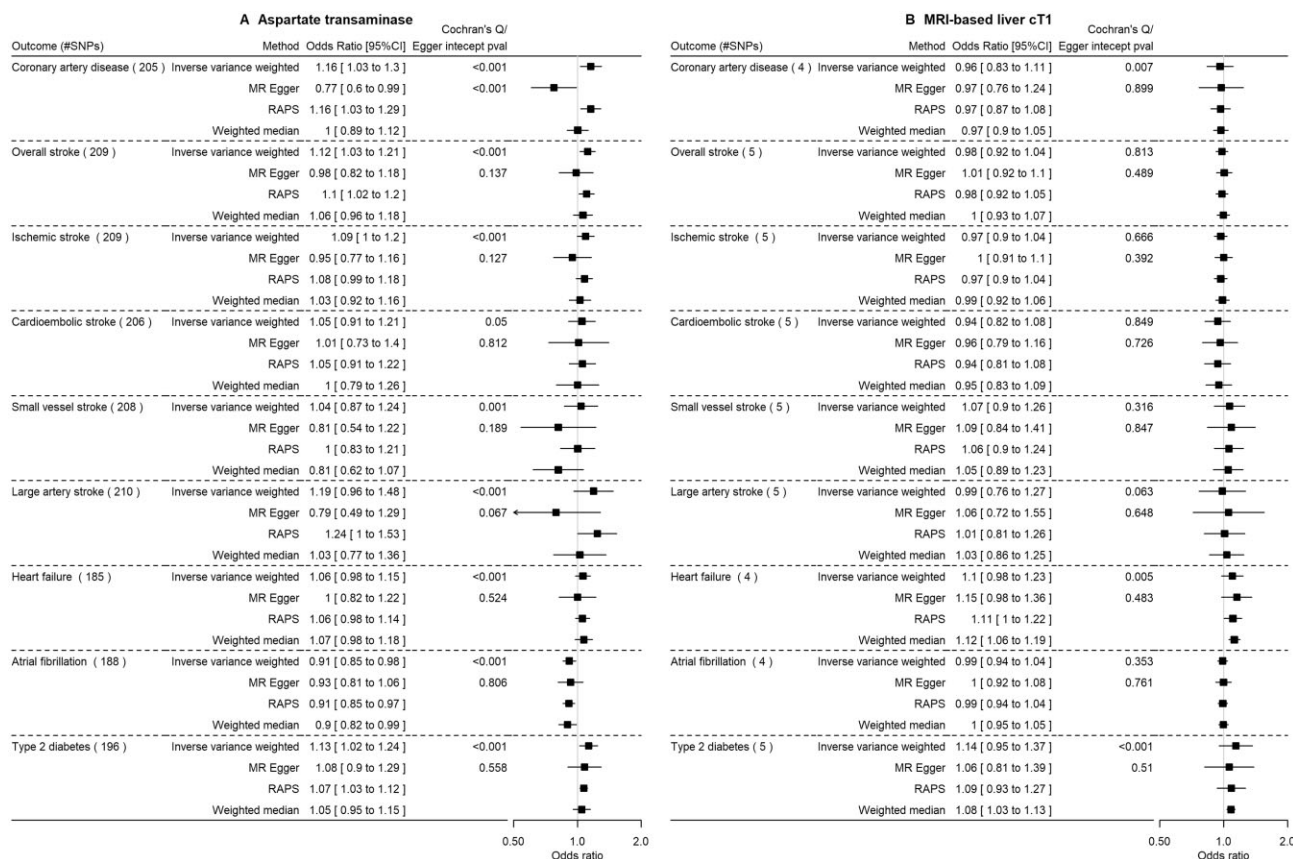 A Aspartate transaminase
Cochran's Q/
Outcome (#SNPs) Method Odds Ratio [95%CI] Egger intecept pval
Coronary artery disease ( 205 ) Inverse variance weighted 1.16 [ 1.03 to 1.3 ] <0.001
MR Egger 0.77 [ 0.6 to 0.99 ] <0.001
RAPS 1.16 [ 1.03 to 1.29 ]
Weighted median 1 [ 0.89 to 1.12 ]
Overall stroke ( 209 ) Inverse variance weighted 1.12 [ 1.03 to 1.21 ] <0.001
MR Egger 0.98 [ 0.82 to 1.18 ] 0.137
RAPS 1.1 [ 1.02 to 1.2 ]
Weighted median 1.06 [ 0.96 to 1.18 ]
Ischemic stroke ( 209 ) Inverse variance weighted 1.09 [ 1 to 1.2 ] <0.001
MR Egger 0.95 [ 0.77 to 1.16 ] 0.127
RAPS 1.08 [ 0.99 to 1.18 ]
Weighted median 1.03 [ 0.92 to 1.16 ]
Cardioembolic stroke ( 206 ) Inverse variance weighted 1.05 [ 0.91 to 1.21 ] 0.05
MR Egger 1.01 [ 0.73 to 1.4 ] 0.812
RAPS 1.05 [ 0.91 to 1.22 ]
Weighted median 1 [ 0.79 to 1.26 ]
Small vessel stroke ( 208 ) Inverse variance weighted 1.04 [ 0.87 to 1.24 ] 0.001
MR Egger 0.81 [ 0.54 to 1.22 ] 0.189
RAPS 1 [ 0.83 to 1.21 ]
Weighted median 0.81 [ 0.62 to 1.07 ]
Large artery stroke ( 210 ) Inverse variance weighted 1.19 [ 0.96 to 1.48 ] <0.001
MR Egger 0.79 [ 0.49 to 1.29 ] 0.067
RAPS 1.24 [ 1 to 1.53 ]
Weighted median 1.03 [ 0.77 to 1.36 ]
Heart failure ( 185 ) Inverse variance weighted 1.06 [ 0.98 to 1.15 ] <0.001
MR Egger 1 [ 0.82 to 1.22 ] 0.524
RAPS 1.06 [ 0.98 to 1.14 ]
Weighted median 1.07 [ 0.98 to 1.18 ]
Atrial fibrillation ( 188 ) Inverse variance weighted 0.91 [ 0.85 to 0.98 ] <0.001
MR Egger 0.93 [ 0.81 to 1.06 ] 0.806
RAPS 0.91 [ 0.85 to 0.97 ]
Weighted median 0.9 [ 0.82 to 0.99 ]
Type 2 diabetes ( 196 ) Inverse variance weighted 1.13 [ 1.02 to 1.24 ] <0.001
MR Egger 1.08 [ 0.9 to 1.29 ] 0.558
RAPS 1.07 [ 1.03 to 1.12 ]
Weighted median 1.05 [ 0.95 to 1.15 ]
0.50 1.0 2.0
Odds ratio
B MRI-based liver cT1
Cochran's Q/
Outcome (#SNPs) Method Odds Ratio [95%CI] Egger intecept pval
Coronary artery disease ( 4 ) Inverse variance weighted 0.96 [ 0.83 to 1.11 ] 0.007
MR Egger 0.97 [ 0.76 to 1.24 ] 0.899
RAPS 0.97 [ 0.87 to 1.08 ]
Weighted median 0.97 [ 0.9 to 1.05 ]
Overall stroke ( 5 ) Inverse variance weighted 0.98 [ 0.92 to 1.04 ] 0.813
MR Egger 1.01 [ 0.92 to 1.1 ] 0.489
RAPS 0.98 [ 0.92 to 1.05 ]
Weighted median 1 [ 0.93 to 1.07 ]
Ischemic stroke ( 5 ) Inverse variance weighted 0.97 [ 0.9 to 1.04 ] 0.666
MR Egger 1 [ 0.91 to 1.1 ] 0.392
RAPS 0.97 [ 0.9 to 1.04 ]
Weighted median 0.99 [ 0.92 to 1.06 ]
Cardioembolic stroke ( 5 ) Inverse variance weighted 0.94 [ 0.82 to 1.08 ] 0.849
MR Egger 0.96 [ 0.79 to 1.16 ] 0.726
RAPS 0.94 [ 0.81 to 1.08 ]
Weighted median 0.95 [ 0.83 to 1.09 ]
Small vessel stroke ( 5 ) Inverse variance weighted 1.07 [ 0.9 to 1.26 ] 0.316
MR Egger 1.09 [ 0.84 to 1.41 ] 0.847
RAPS 1.06 [ 0.9 to 1.24 ]
Weighted median 1.05 [ 0.89 to 1.23 ]
Large artery stroke ( 5 ) Inverse variance weighted 0.99 [ 0.76 to 1.27 ] 0.063
MR Egger 1.06 [ 0.72 to 1.55 ] 0.648
RAPS 1.01 [ 0.81 to 1.26 ]
Weighted median 1.03 [ 0.86 to 1.25 ]
Heart failure ( 4 ) Inverse variance weighted 1.1 [ 0.98 to 1.23 ] 0.005
MR Egger 1.15 [ 0.98 to 1.36 ] 0.483
RAPS 1.11 [ 1 to 1.22 ]
Weighted median 1.12 [ 1.06 to 1.19 ]
Atrial fibrillation ( 4 ) Inverse variance weighted 0.99 [ 0.94 to 1.04 ] 0.353
MR Egger 1 [ 0.92 to 1.08 ] 0.761
RAPS 0.99 [ 0.94 to 1.04 ]
Weighted median 1 [ 0.95 to 1.05 ]
Type 2 diabetes ( 5 ) Inverse variance weighted 1.14 [ 0.95 to 1.37 ] <0.001
MR Egger 1.06 [ 0.81 to 1.39 ] 0.51
RAPS 1.09 [ 0.93 to 1.27 ]
Weighted median 1.08 [ 1.03 to 1.13 ]
0.50 1.0 2.0
Odds ratio